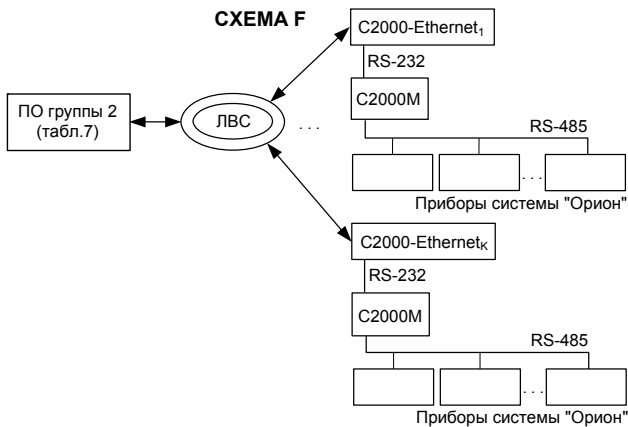 СХЕМА F
С2000-Ethernet1
RS-232
С2000М
ПО группы 2
(табл.7)
ЛВС
. . .
RS-485
. . .
Приборы системы "Орион"
С2000-EthernetK
RS-232
С2000М
RS-485
. . .
Приборы системы "Орион"